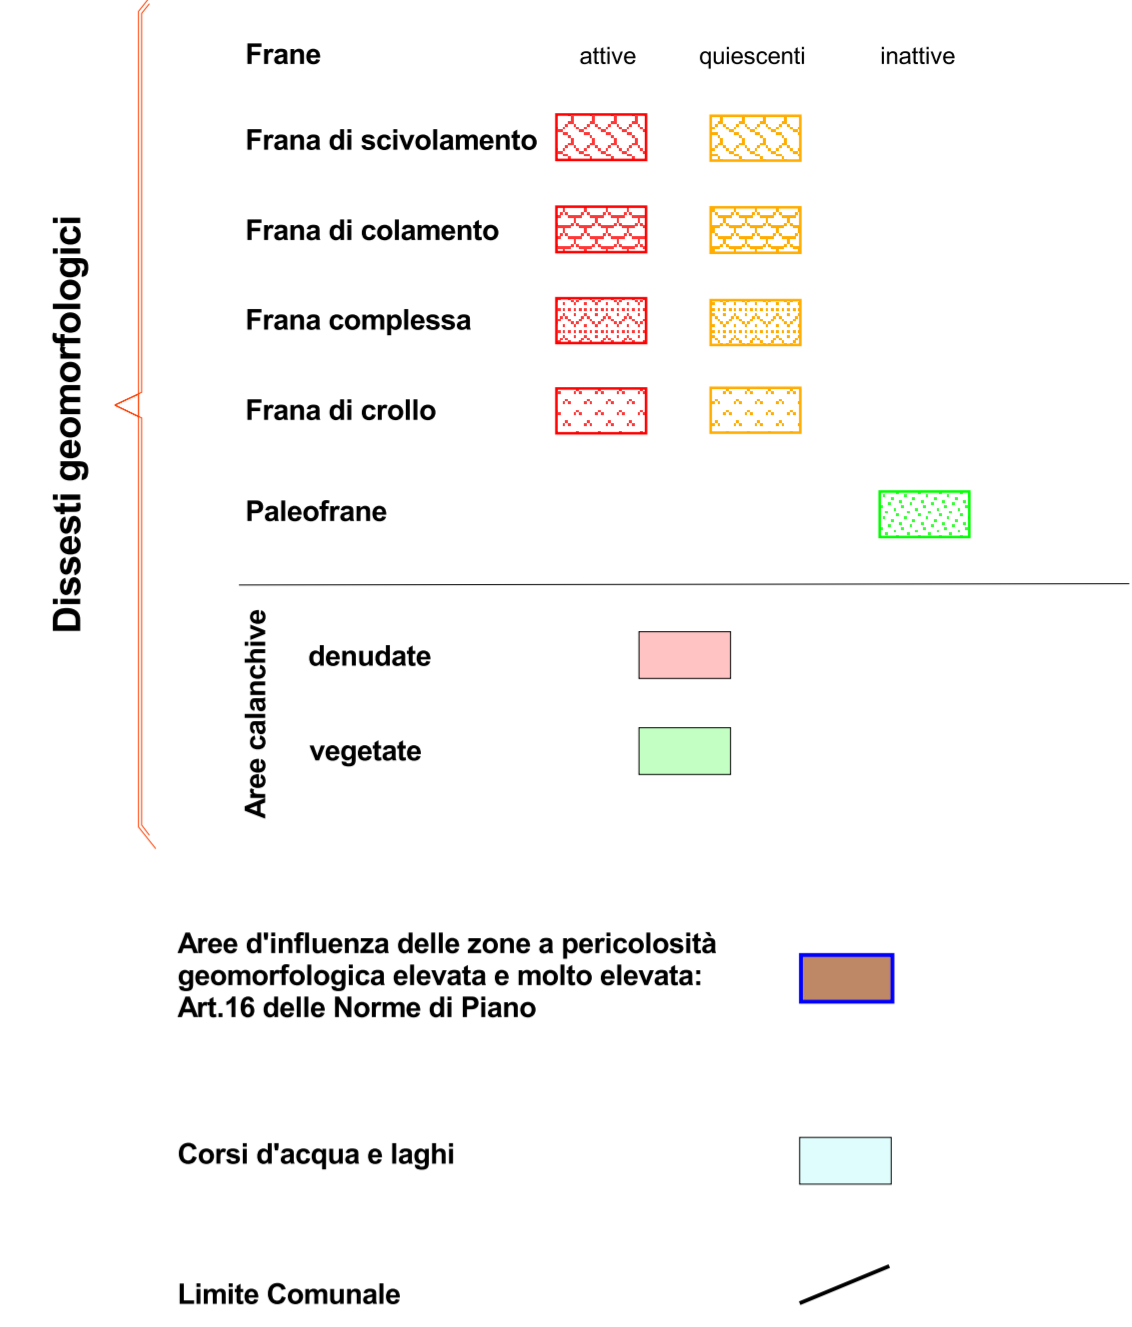 Dissesti geomorfologici
Frane attive quiescenti inattive
Frana di scivolamento
Frana di colamento
Frana complessa
Frana di crollo
Paleofrane
Aree calanchive
denudate
vegetate
Aree d'influenza delle zone a pericolosità
geomorfologica elevata e molto elevata:
Art.16 delle Norme di Piano
Corsi d'acqua e laghi
Limite Comunale